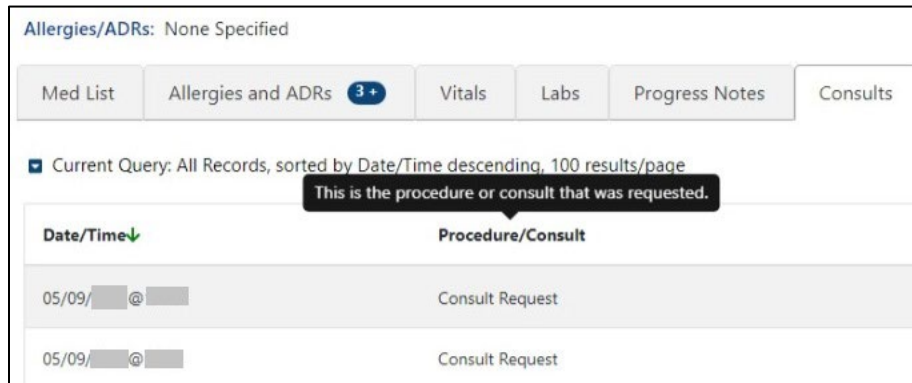 Allergies/ADRs: None Specified
Med List Allergies and ADRs 3 + Vitals Labs Progress Notes Consults
Current Query: All Records, sorted by Date/Time descending, 100 results/page
This is the procedure or consult that was requested.
Date/Time Procedure/Consult
05/09/ @ Consult Request
05/09/ @ Consult Request